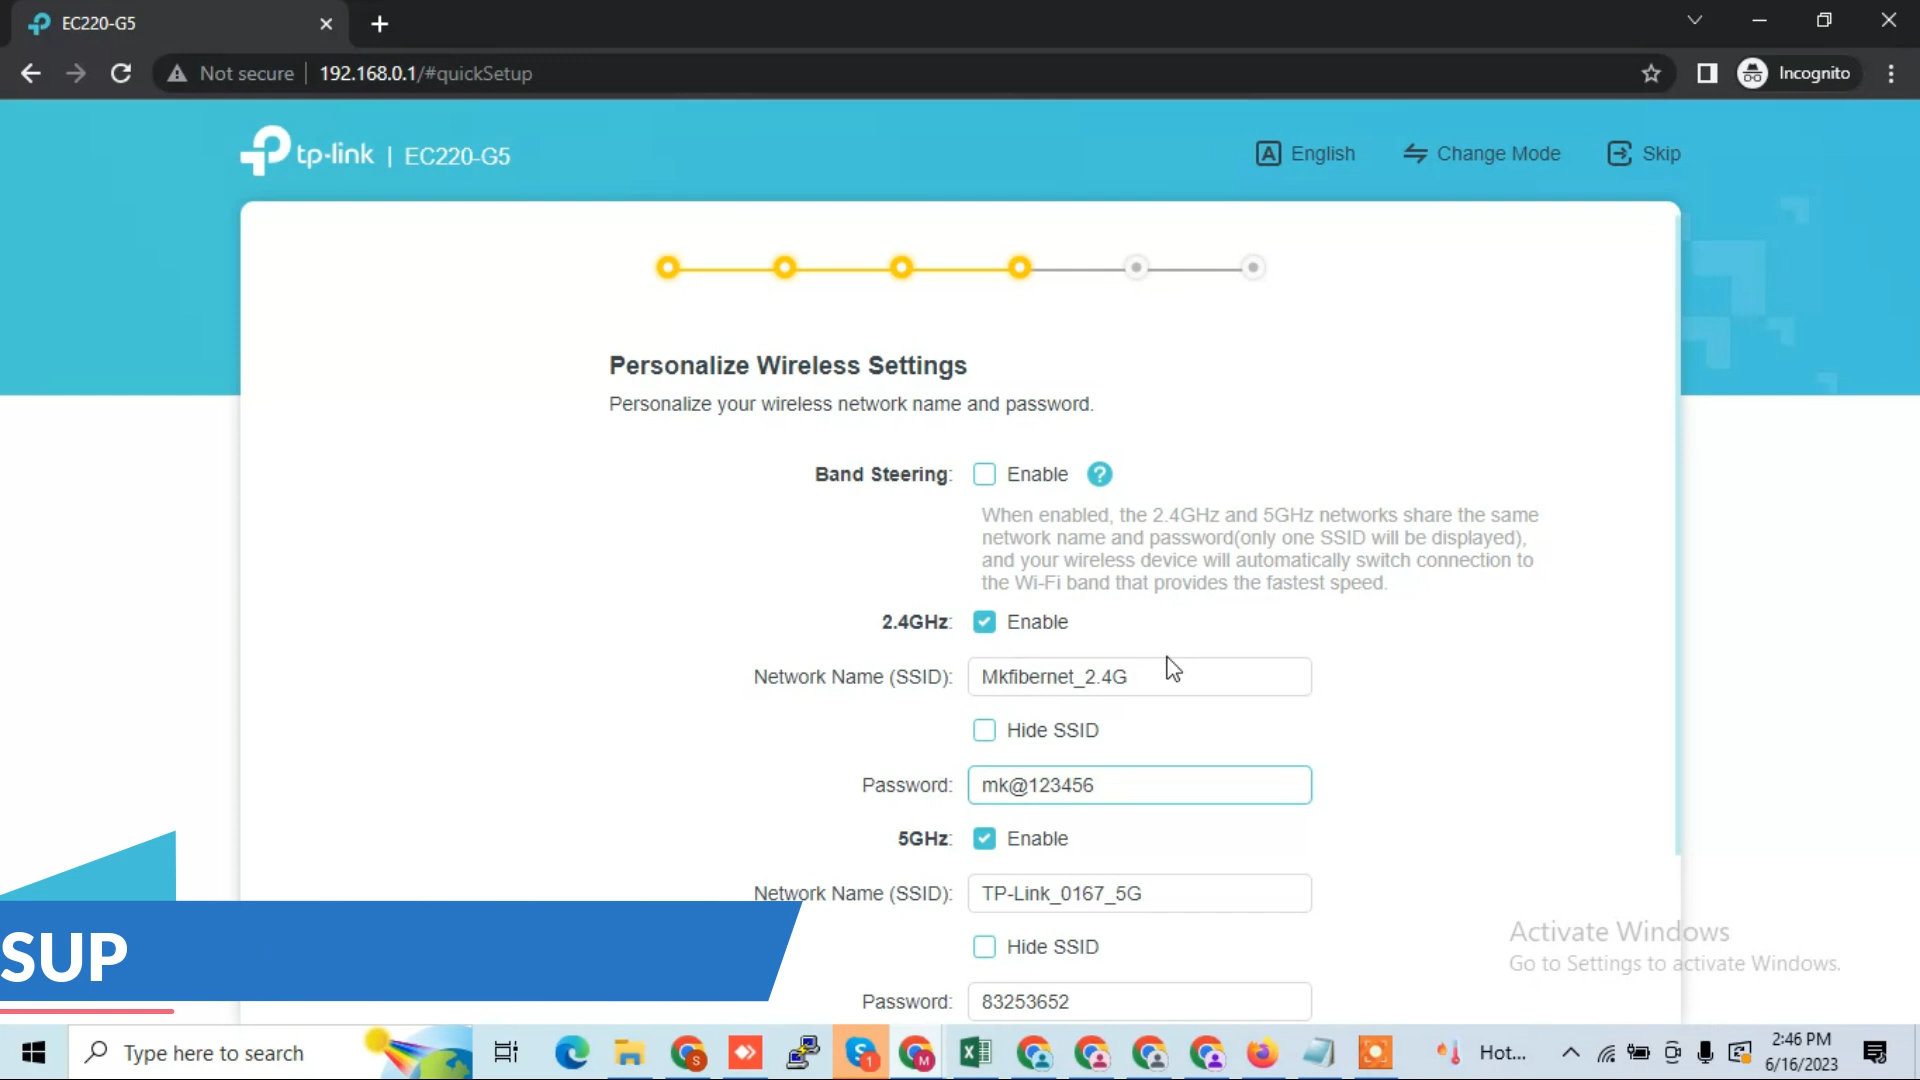 EC220-G5
Not secure
192.168.0.1/#quickSetup
Incognito
tp-link | EC220-G5
A English
Change Mode
Skip
Personalize Wireless Settings
Personalize your wireless network name and password.
Band Steering: Enable ?
When enabled, the 2.4GHz and 5GHz networks share the same
network name and password(only one SSID will be displayed),
and your wireless device will automatically switch connection to
the Wi-Fi band that provides the fastest speed.
2.4GHz: Enable
Network Name (SSID): Mkfibernet_2.4G
Hide SSID
Password: mk@123456
5GHz: Enable
Network Name (SSID): TP-Link_0167_5G
Hide SSID
Password: 83253652
SUP
Activate Windows
Go to Settings to activate Windows.
Type here to search
S
S
1
M
Hot...
2:46 PM
6/16/2023